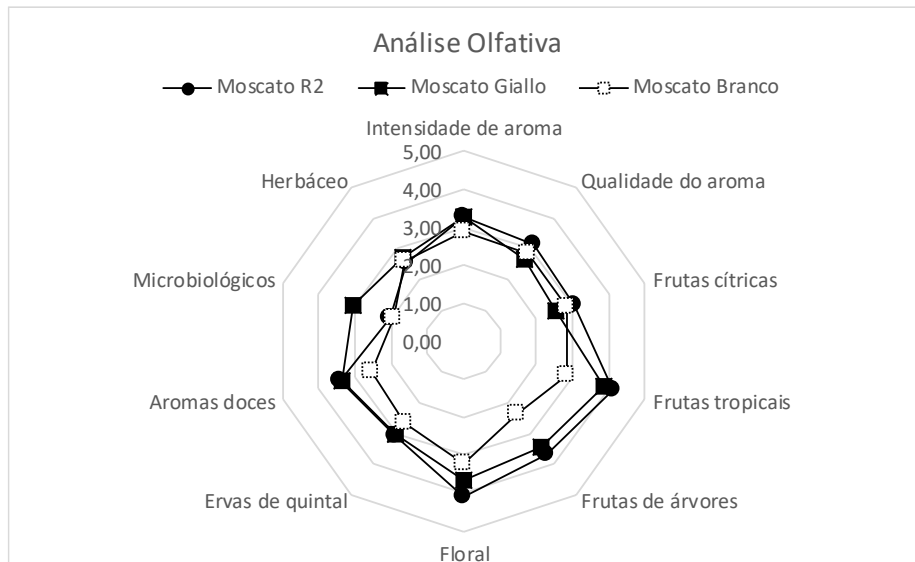 Análise Olfativa
Moscato R2 Moscato Giallo Moscato Branco
Intensidade de aroma
5,00
Herbáceo Qualidade do aroma
4,00
3,00
Microbiológicos 2,00 Frutas cítricas
1,00
0,00
Aromas doces Frutas tropicais
Ervas de quintal Frutas de árvores
Floral